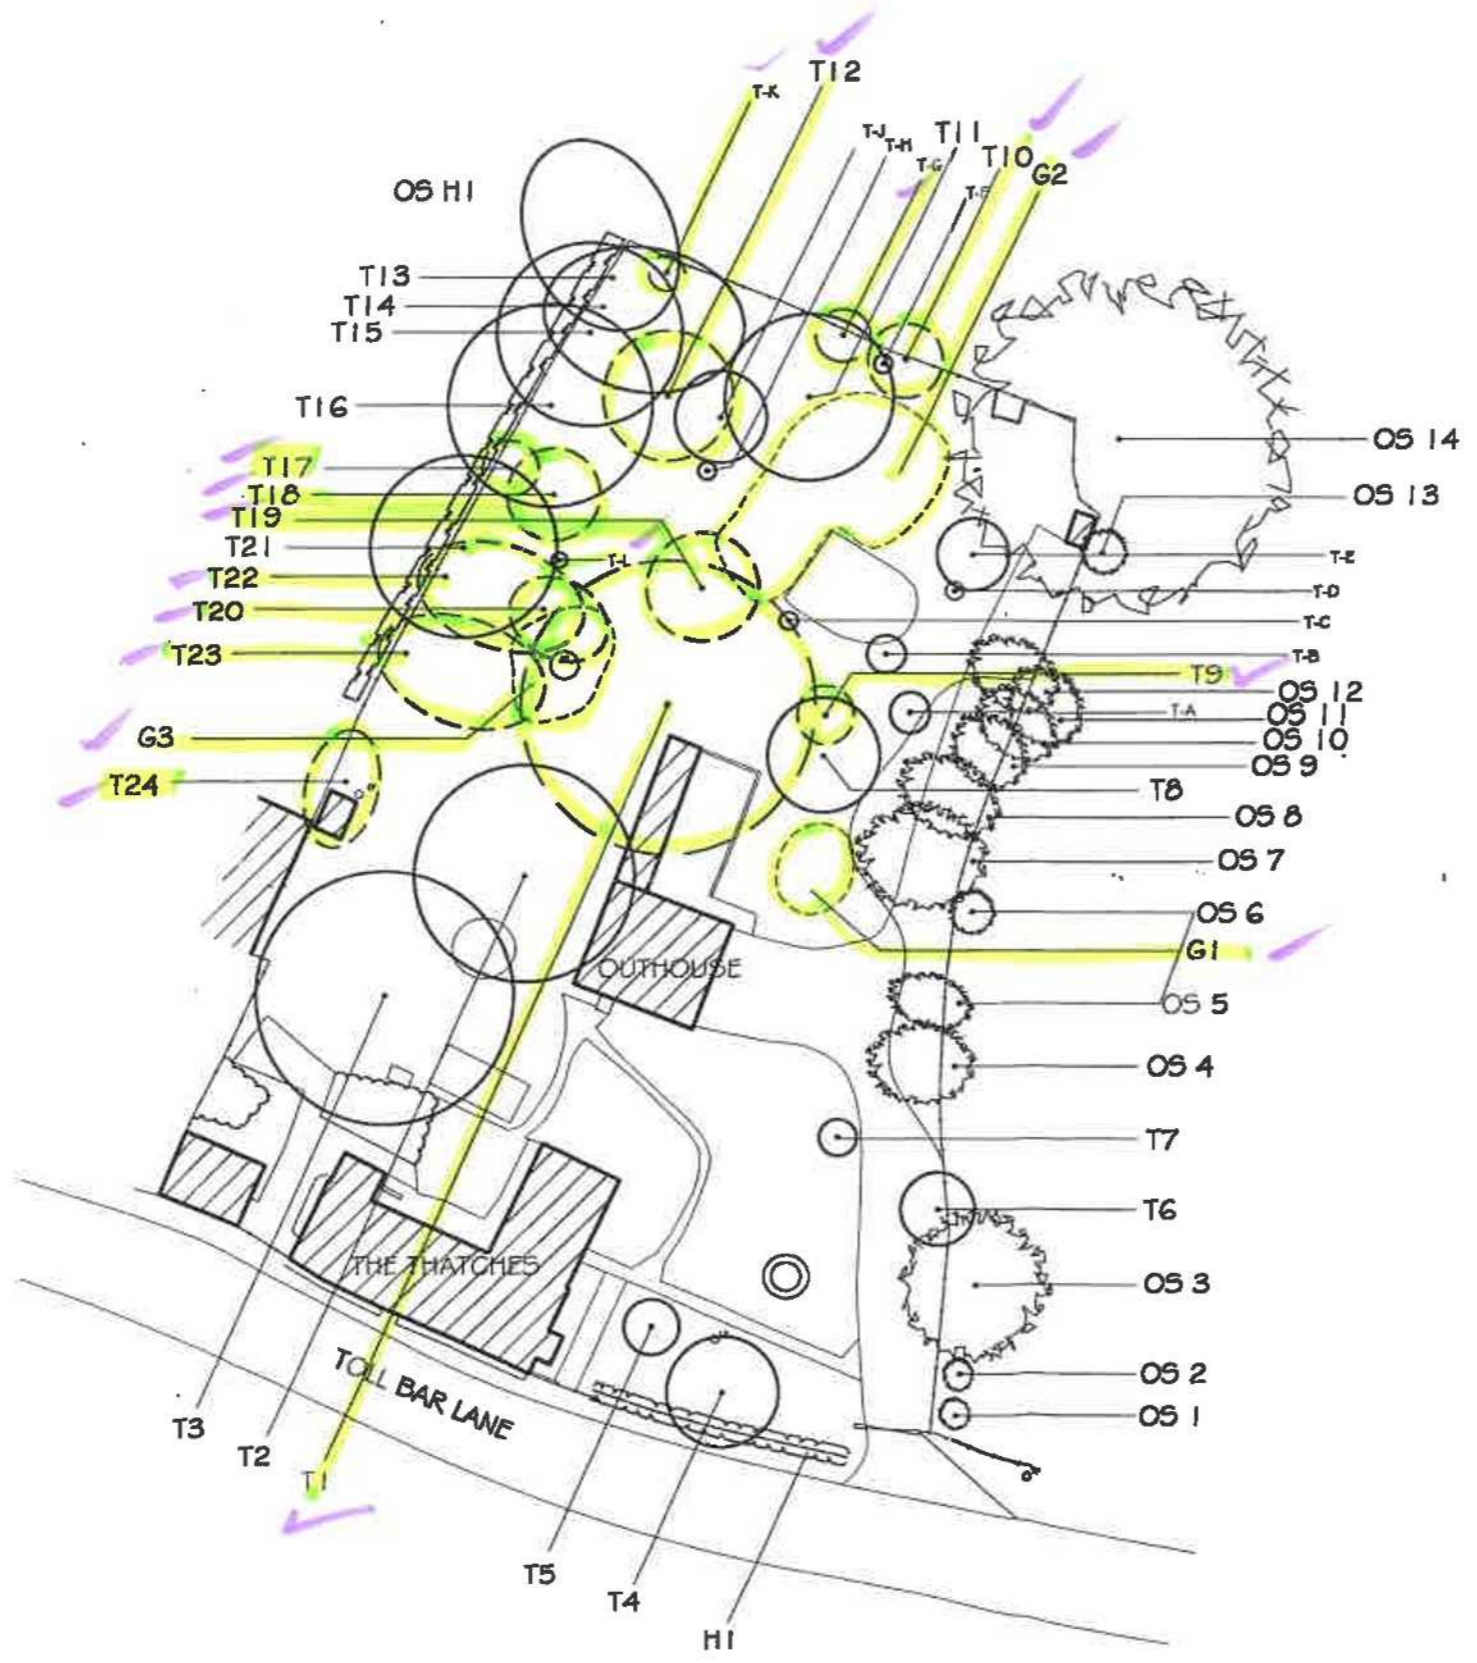 T-K
T12
T-J
T-H
T11
T-G
T10
T-F
G2
OS H1
T13
T14
T15
T16
T17
T18
T19
T21
T22
T20
T23
G3
T24
T-L
OS 14
OS 13
T-E
T-D
T-C
T-B
T9
OS 12
T-A
OS 11
OS 10
OS 9
T8
OS 8
OS 7
OS 6
G1
OS 5
OS 4
T7
T6
OS 3
OS 2
OS 1
OUTHOUSE
THE THATCHES
TOLL BAR LANE
T3
T2
T1
T5
T4
H1